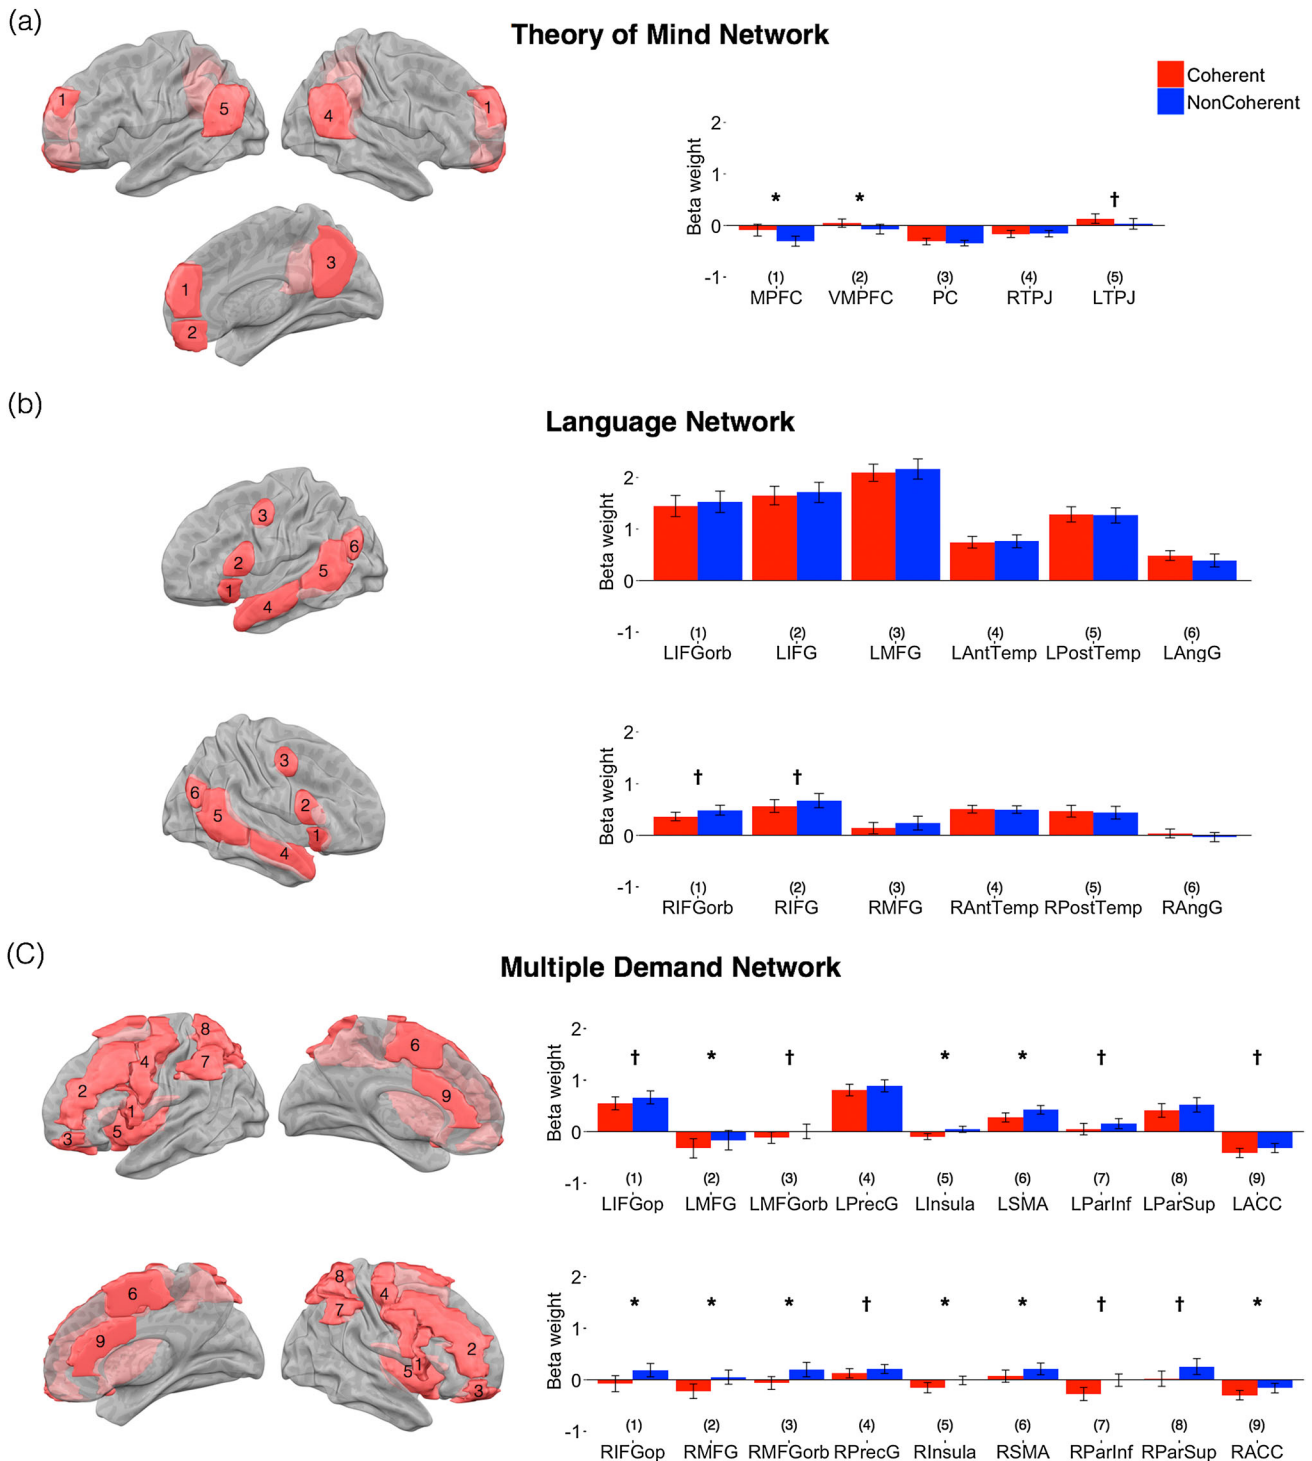 (a)
Theory of Mind Network
Coherent
NonCoherent
1 5 4 1
1 2 3
Beta weight
2
1
0
-1
* * †
(1) (2) (3) (4) (5)
MPFC VMPFC PC RTPJ LTPJ
(b)
Language Network
3 2 1 4 5 6
Beta weight
2
1
0
-1
(1) (2) (3) (4) (5) (6)
LIFGorb LIFG LMFG LAntTemp LPostTemp LAngG
3 6 5 2 1 4
Beta weight
2
1
0
-1
† †
(1) (2) (3) (4) (5) (6)
RIFGorb RIFG RMFG RAntTemp RPostTemp RAngG
(C)
Multiple Demand Network
8 4 7 2 1 5 3
6 9
Beta weight
2
1
0
-1
† * † * * † †
(1) (2) (3) (4) (5) (6) (7) (8) (9)
LIFGop LMFG LMFGorb LPrecG LInsula LSMA LParInf LParSup LACC
6 9
8 4 7 2 1 5 3
Beta weight
2
1
0
-1
* * * † * * † † *
(1) (2) (3) (4) (5) (6) (7) (8) (9)
RIFGop RMFG RMFGorb RPrecG RInsula RSMA RParInf RParSup RACC